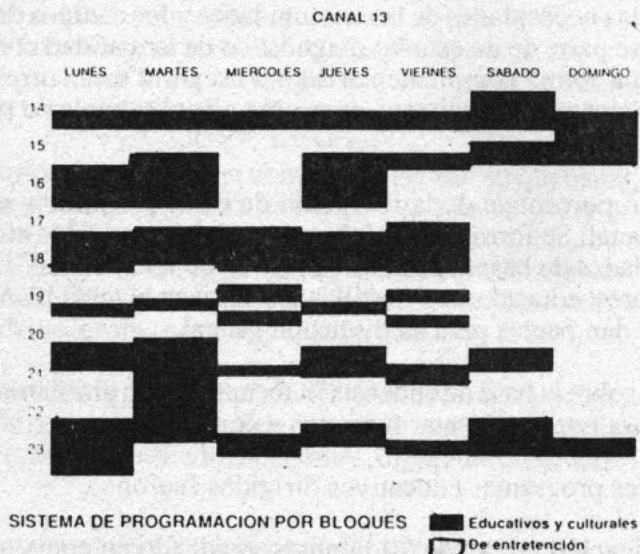 CANAL 13
LUNES MARTES MIERCOLES JUEVES VIERNES SABADO DOMINGO
14
15
16
17
18
19
20
21
22
23
SISTEMA DE PROGRAMACION POR BLOQUES
Educativos y culturales
De entretención